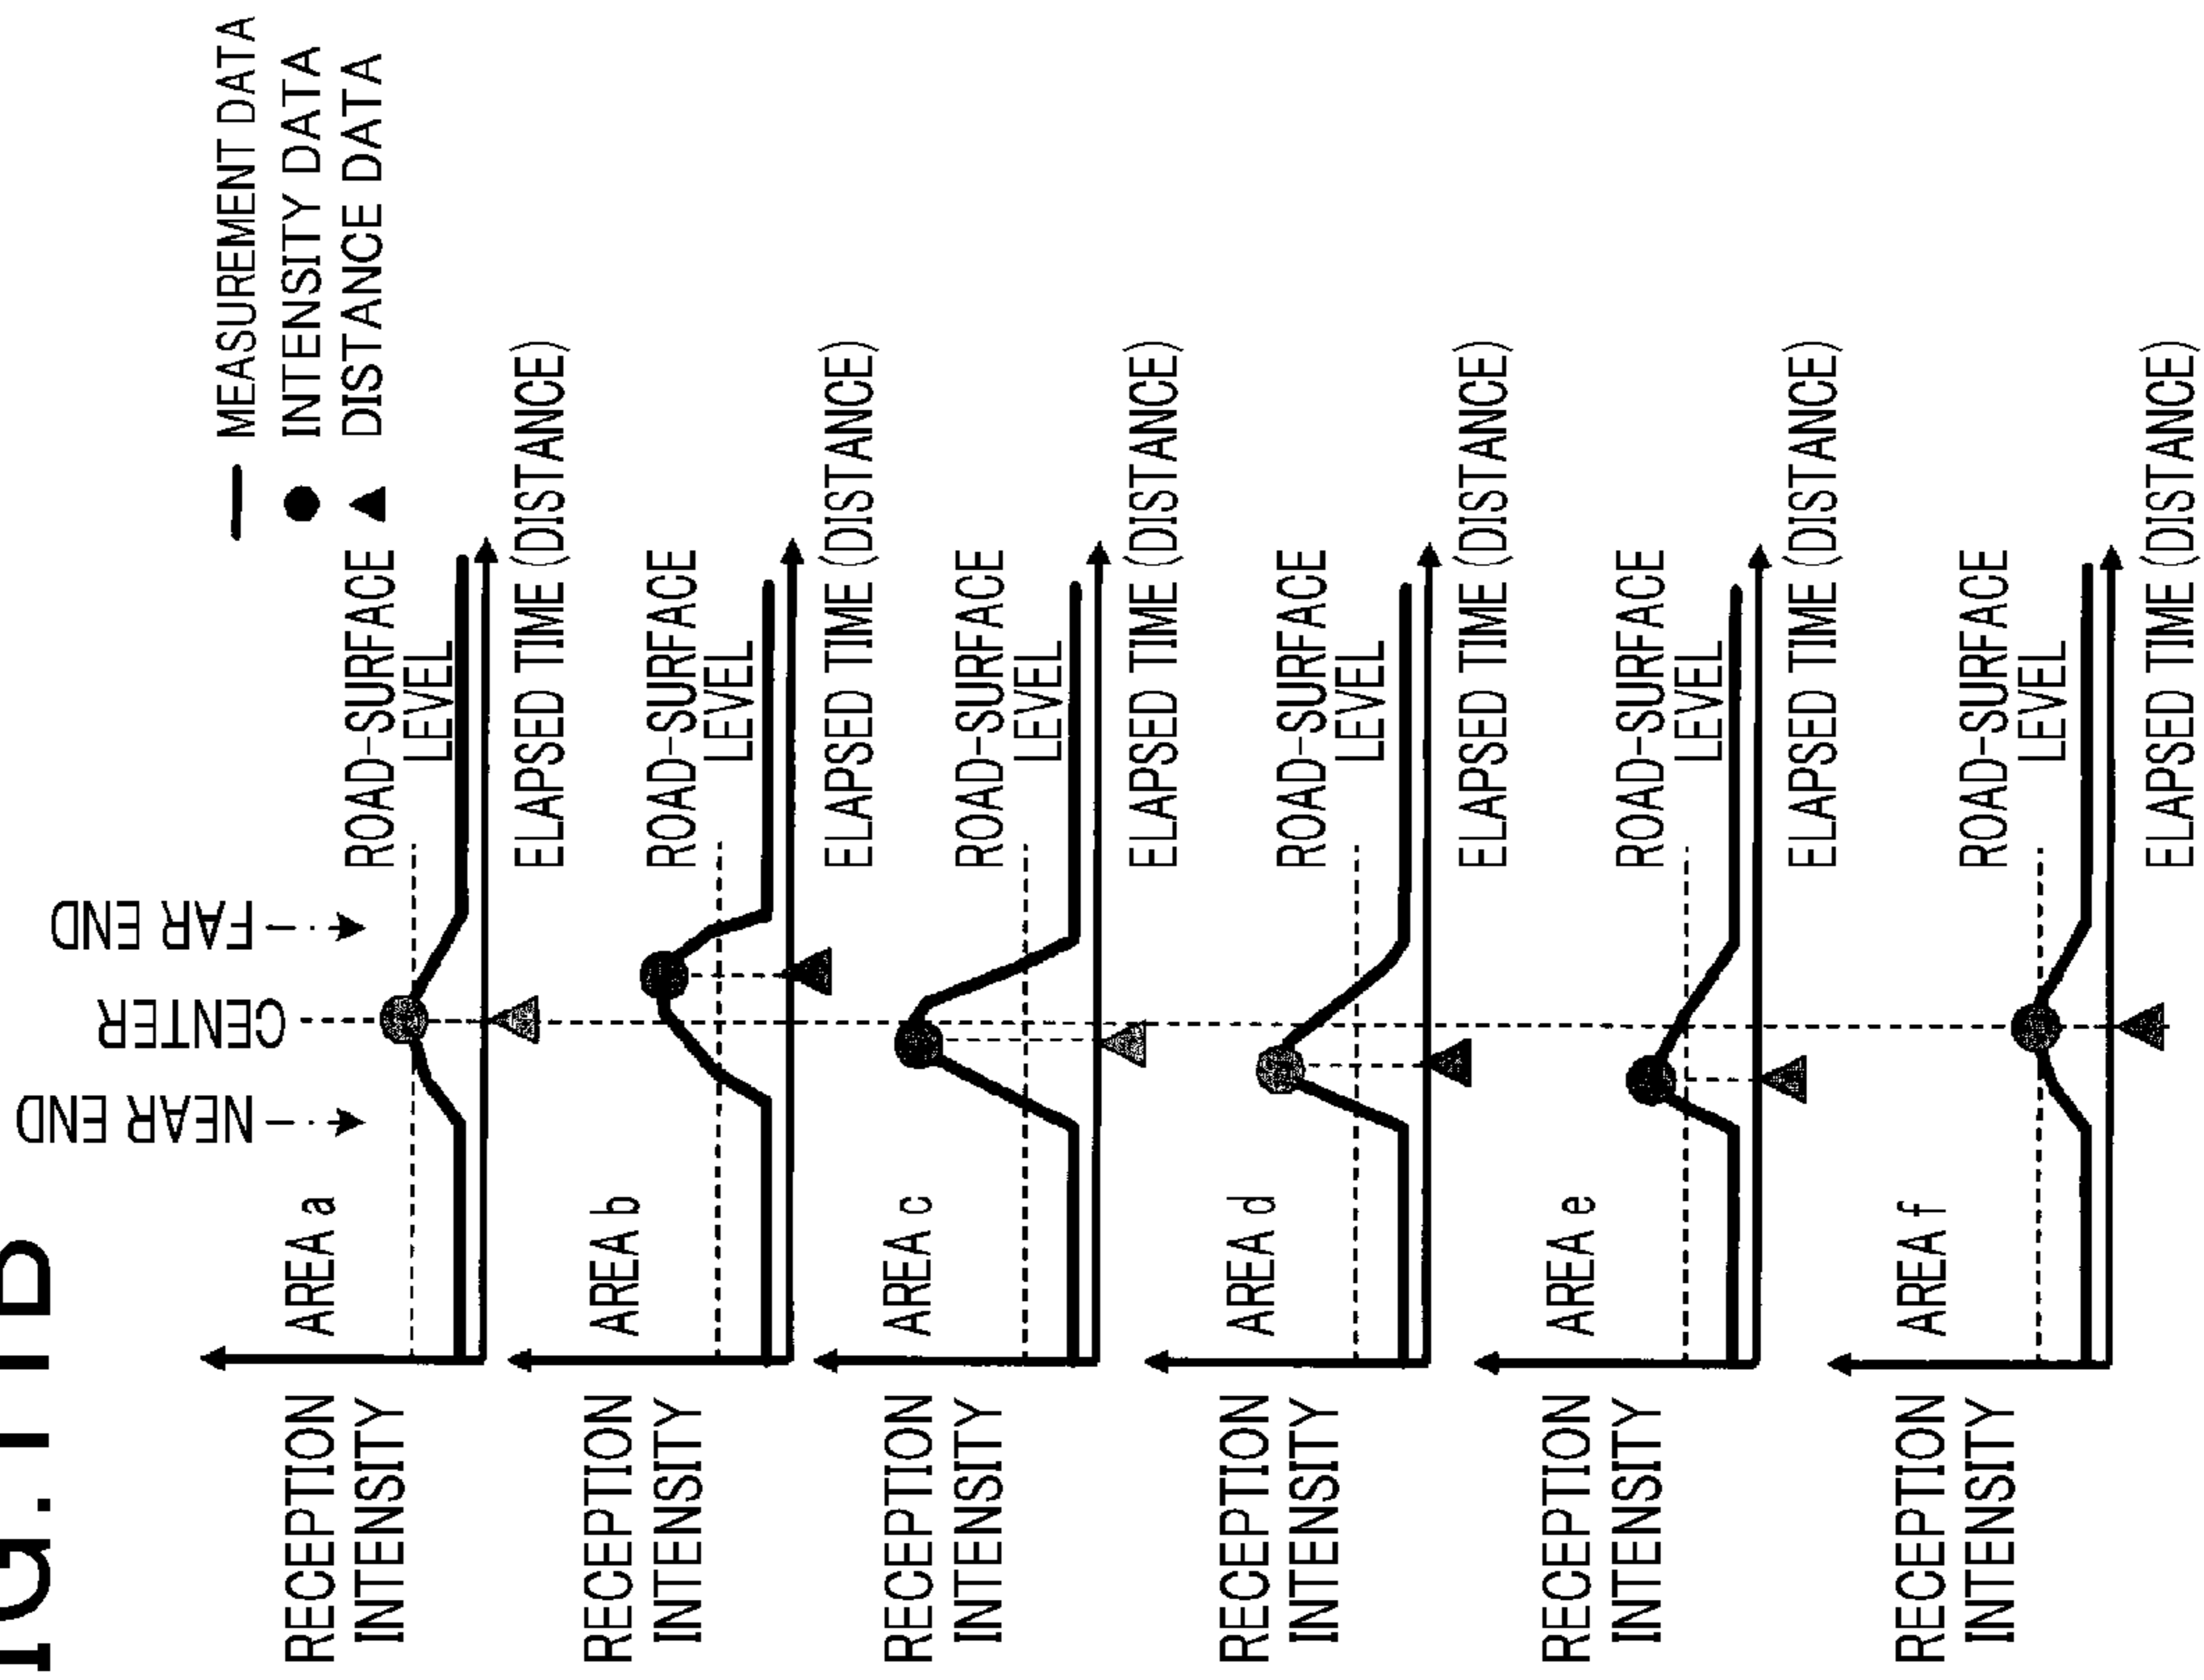 — MEASUREMENT DATA
● INTENSITY DATA
▲ DISTANCE DATA
NEAR END
CENTER
FAR END
RECEPTION
INTENSITY
AREA a
ROAD-SURFACE
LEVEL
ELAPSED TIME (DISTANCE)
RECEPTION
INTENSITY
AREA b
ROAD-SURFACE
LEVEL
ELAPSED TIME (DISTANCE)
RECEPTION
INTENSITY
AREA c
ROAD-SURFACE
LEVEL
ELAPSED TIME (DISTANCE)
RECEPTION
INTENSITY
AREA d
ROAD-SURFACE
LEVEL
ELAPSED TIME (DISTANCE)
RECEPTION
INTENSITY
AREA e
ROAD-SURFACE
LEVEL
ELAPSED TIME (DISTANCE)
RECEPTION
INTENSITY
AREA f
ROAD-SURFACE
LEVEL
ELAPSED TIME (DISTANCE)